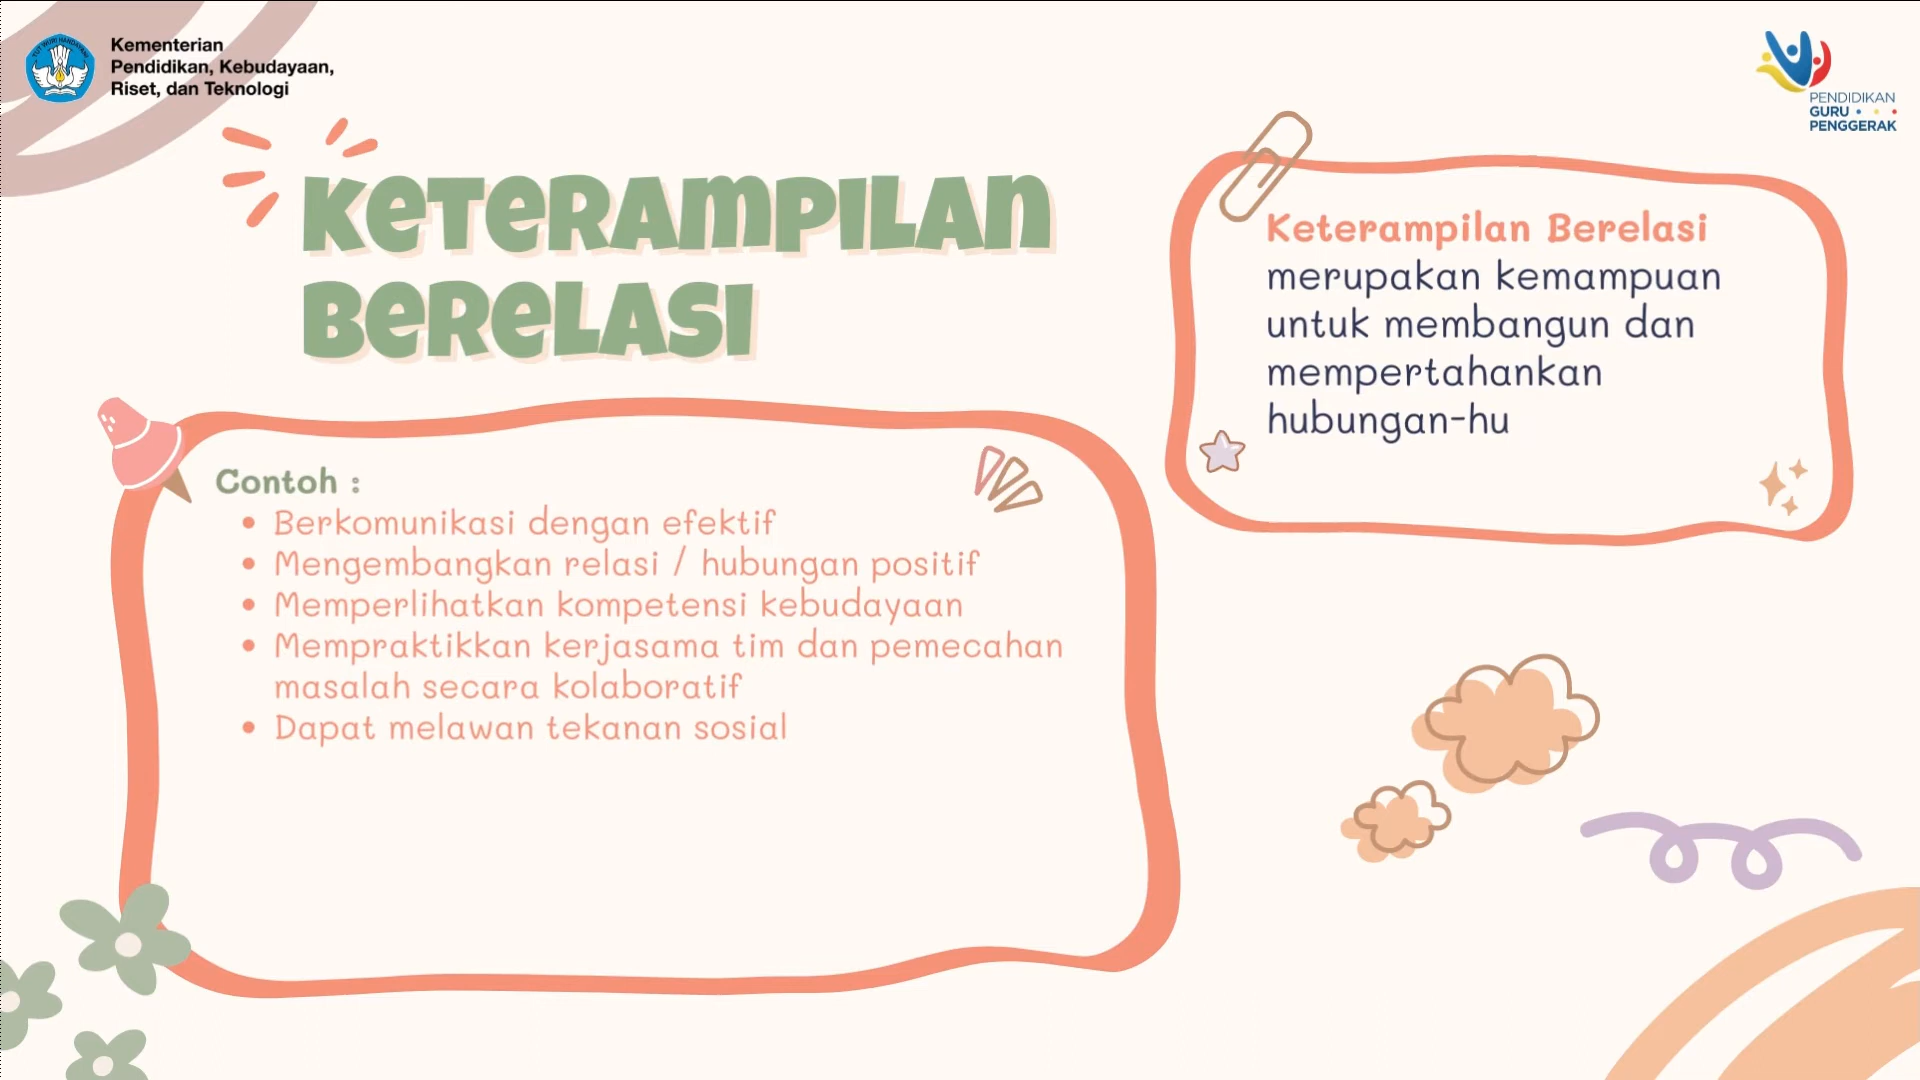 Kementerian
Pendidikan, Kebudayaan,
Riset, dan Teknologi
PENDIDIKAN
GURU
PENGGERAK
KETERAMPILAN
BERELASI
Keterampilan Berelasi
merupakan kemampuan
untuk membangun dan
mempertahankan
hubungan-hu
Contoh :
• Berkomunikasi dengan efektif
• Mengembangkan relasi / hubungan positif
• Memperlihatkan kompetensi kebudayaan
• Mempraktikkan kerjasama tim dan pemecahan
masalah secara kolaboratif
• Dapat melawan tekanan sosial